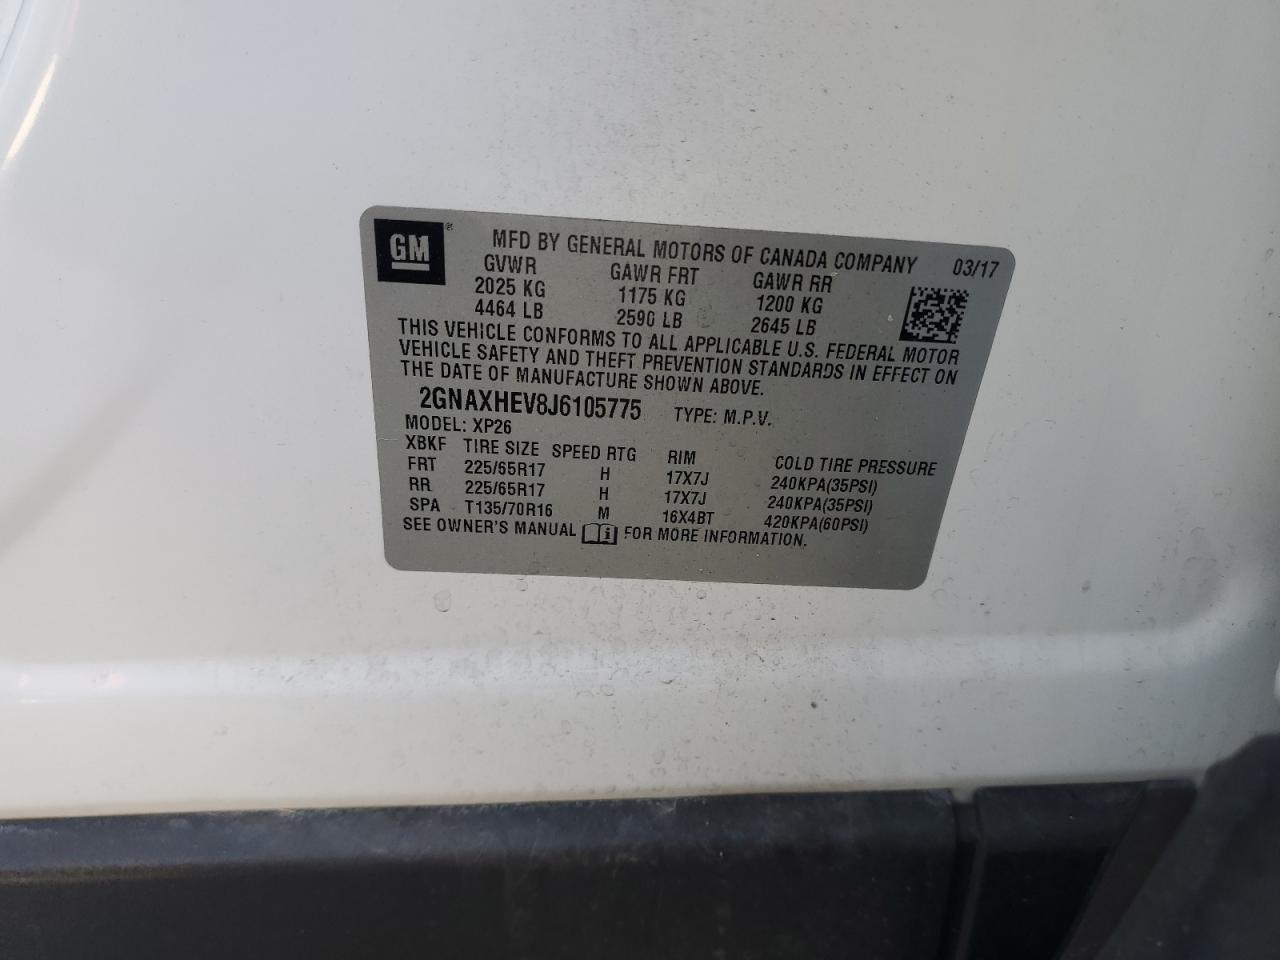 GM ® MFD BY GENERAL MOTORS OF CANADA COMPANY 03/17
GVWR GAWR FRT GAWR RR
2025 KG 1175 KG 1200 KG
4464 LB 2590 LB 2645 LB
THIS VEHICLE CONFORMS TO ALL APPLICABLE U.S. FEDERAL MOTOR
VEHICLE SAFETY AND THEFT PREVENTION STANDARDS IN EFFECT ON
THE DATE OF MANUFACTURE SHOWN ABOVE.
2GNAXHEV8J6105775 TYPE: M.P.V.
MODEL: XP26
XBKF TIRE SIZE SPEED RTG RIM COLD TIRE PRESSURE
FRT 225/65R17 H 17X7J 240KPA(35PSI)
RR 225/65R17 H 17X7J 240KPA(35PSI)
SPA T135/70R16 M 16X4BT 420KPA(60PSI)
SEE OWNER'S MANUAL i FOR MORE INFORMATION.